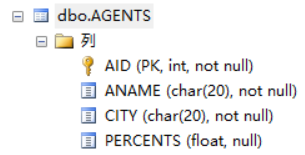 dbo.AGENTS
列
AID (PK, int, not null)
ANAME (char(20), not null)
CITY (char(20), not null)
PERCENTS (float, null)